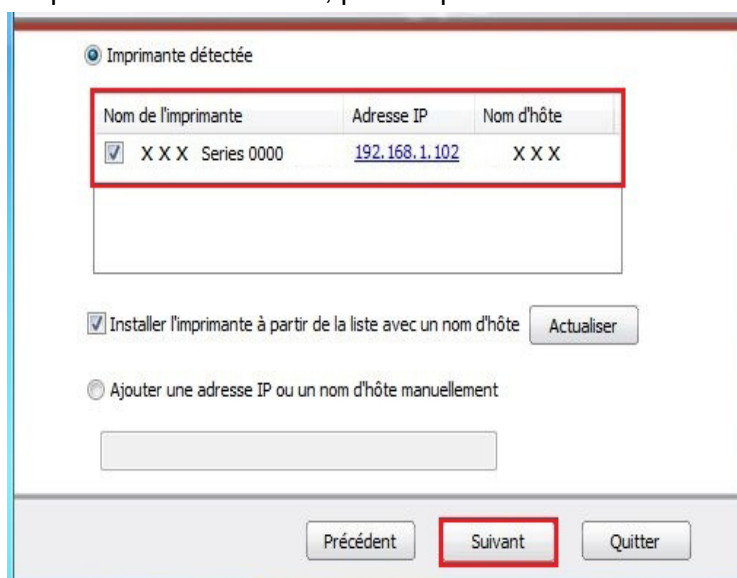 Imprimante détectée
Nom de l'imprimante Adresse IP Nom d'hôte
X X X Series 0000 192.168.1.102 X X X
Installer l'imprimante à partir de la liste avec un nom d'hôte Actualiser
Ajouter une adresse IP ou un nom d'hôte manuellement
Précédent Suivant Quitter